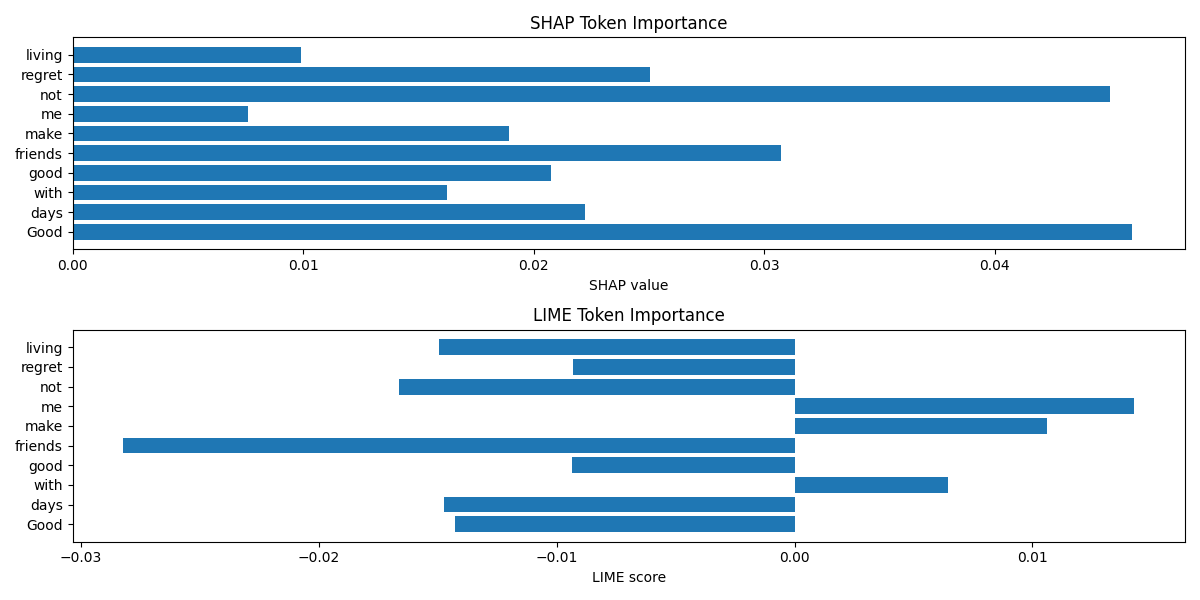 SHAP Token Importance
living
regret
not
me
make
friends
good
with
days
Good
0.00 0.01 0.02 0.03 0.04
SHAP value
LIME Token Importance
living
regret
not
me
make
friends
good
with
days
Good
−0.03 −0.02 −0.01 0.00 0.01
LIME score